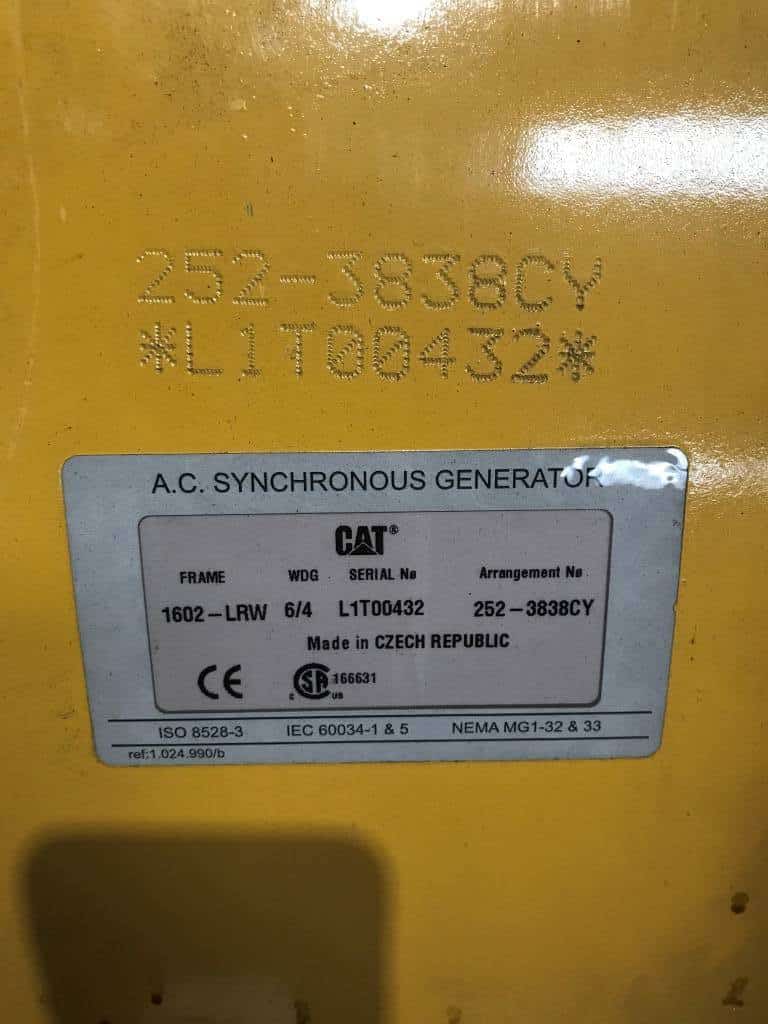 252-3838CY
*L1T00432*
A.C. SYNCHRONOUS GENERATOR
CAT®
FRAME WDG SERIAL No Arrangement No
1602-LRW 6/4 L1T00432 252-3838CY
Made in CZECH REPUBLIC
CE C SA US 166631
ISO 8528-3 IEC 60034-1 & 5 NEMA MG1-32 & 33
ref:1.024.990/b